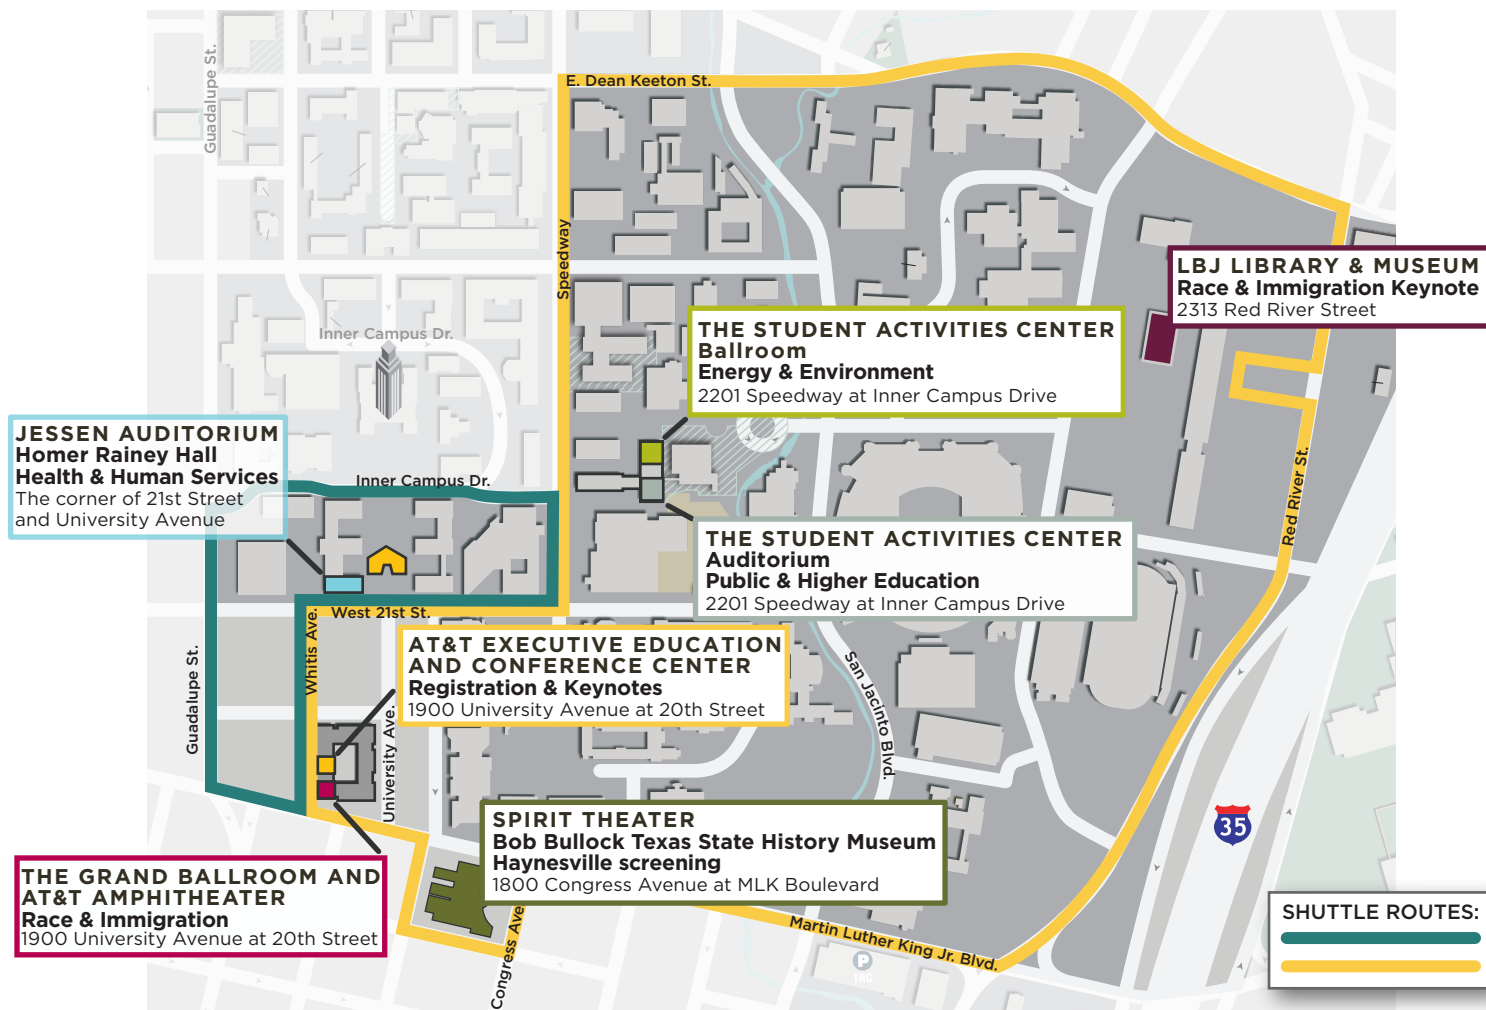 Guadalupe St.
E. Dean Keeton St.
Speedway
Inner Campus Dr.
LBJ LIBRARY & MUSEUM
Race & Immigration Keynote
2313 Red River Street
THE STUDENT ACTIVITIES CENTER
Ballroom
Energy & Environment
2201 Speedway at Inner Campus Drive
JESSEN AUDITORIUM
Homer Rainey Hall
Health & Human Services
The corner of 21st Street
and University Avenue
Inner Campus Dr.
Red River St.
THE STUDENT ACTIVITIES CENTER
Auditorium
Public & Higher Education
2201 Speedway at Inner Campus Drive
West 21st St.
Whitis Ave.
Guadalupe St.
AT&T EXECUTIVE EDUCATION
AND CONFERENCE CENTER
Registration & Keynotes
1900 University Avenue at 20th Street
University Ave.
San Jacinto Blvd.
SPIRIT THEATER
Bob Bullock Texas State History Museum
Haynesville screening
1800 Congress Avenue at MLK Boulevard
35
THE GRAND BALLROOM AND
AT&T AMPHITHEATER
Race & Immigration
1900 University Avenue at 20th Street
Congress Ave.
Martin Luther King Jr. Blvd.
P
TRG
SHUTTLE ROUTES: